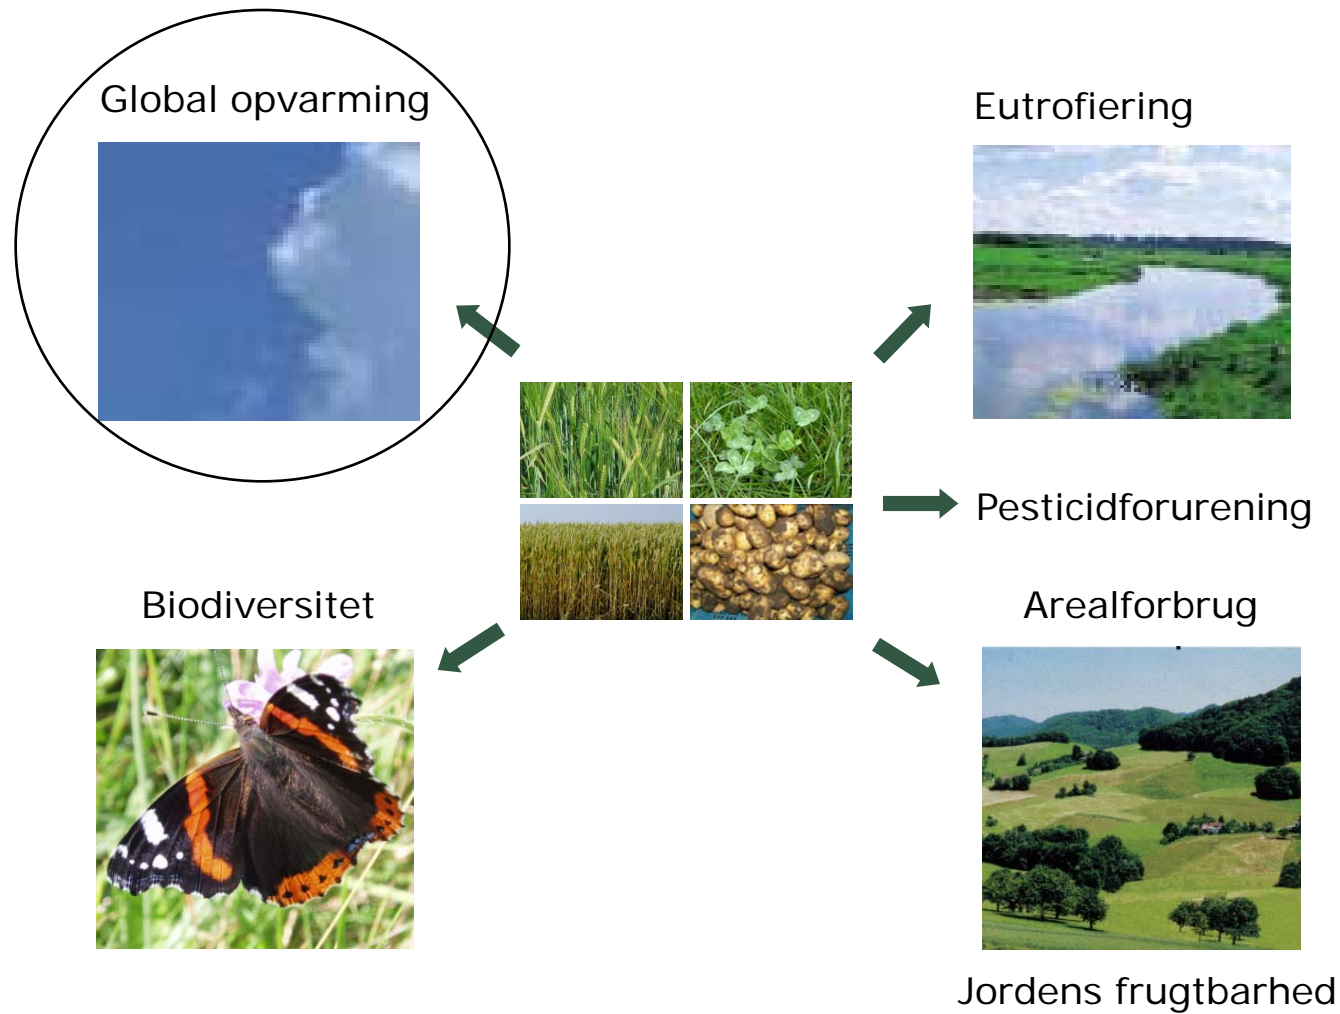 Global opvarming
Eutrofiering
Pesticidforurening
Biodiversitet
Arealforbrug
Jordens frugtbarhed